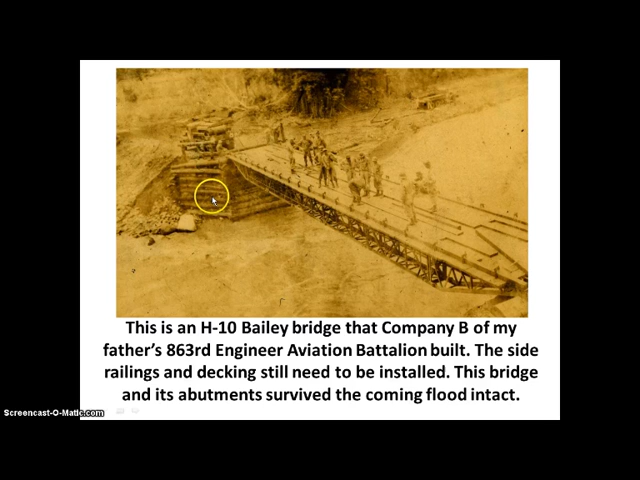 This is an H-10 Bailey bridge that Company B of my
father's 863rd Engineer Aviation Battalion built. The side
railings and decking still need to be installed. This bridge
and its abutments survived the coming flood intact.
Screencast-O-Matic.com